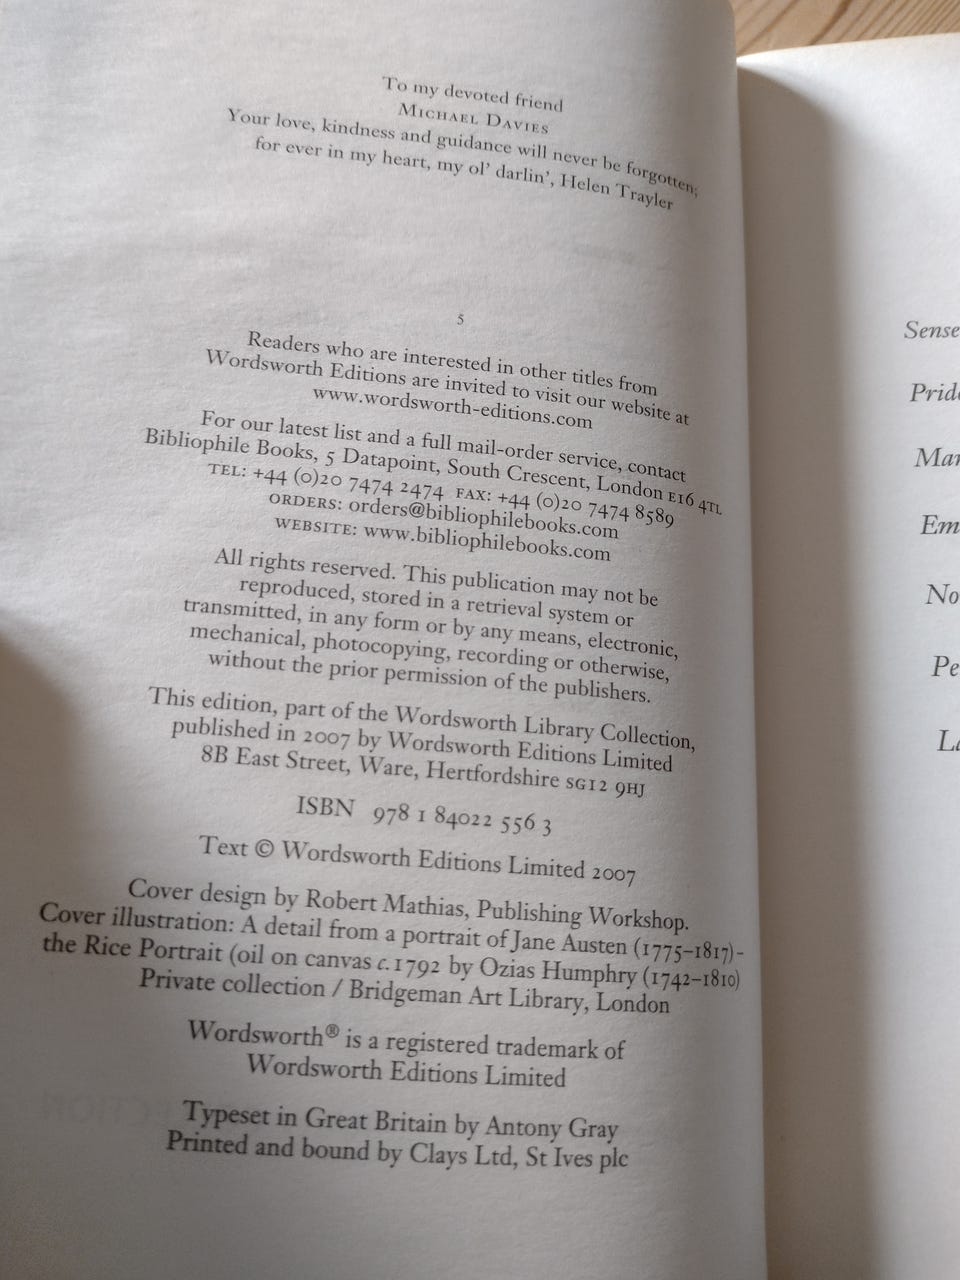 To my devoted friend
MICHAEL DAVIES
Your love, kindness and guidance will never be forgotten;
for ever in my heart, my ol' darlin', Helen Trayler
5
Readers who are interested in other titles from
Wordsworth Editions are invited to visit our website at
www.wordsworth-editions.com
For our latest list and a full mail-order service, contact
Bibliophile Books, 5 Datapoint, South Crescent, London E16 4TL
TEL: +44 (0)20 7474 2474 FAX: +44 (0)20 7474 8589
ORDERS: orders@bibliophilebooks.com
WEBSITE: www.bibliophilebooks.com
All rights reserved. This publication may not be
reproduced, stored in a retrieval system or
transmitted, in any form or by any means, electronic,
mechanical, photocopying, recording or otherwise,
without the prior permission of the publishers.
This edition, part of the Wordsworth Library Collection,
published in 2007 by Wordsworth Editions Limited
8B East Street, Ware, Hertfordshire SG12 9HJ
ISBN 978 1 84022 556 3
Text © Wordsworth Editions Limited 2007
Cover design by Robert Mathias, Publishing Workshop.
Cover illustration: A detail from a portrait of Jane Austen (1775–1817)-
the Rice Portrait (oil on canvas c.1792 by Ozias Humphry (1742–1810)
Private collection / Bridgeman Art Library, London
Wordsworth® is a registered trademark of
Wordsworth Editions Limited
Typeset in Great Britain by Antony Gray
Printed and bound by Clays Ltd, St Ives plc
Sense